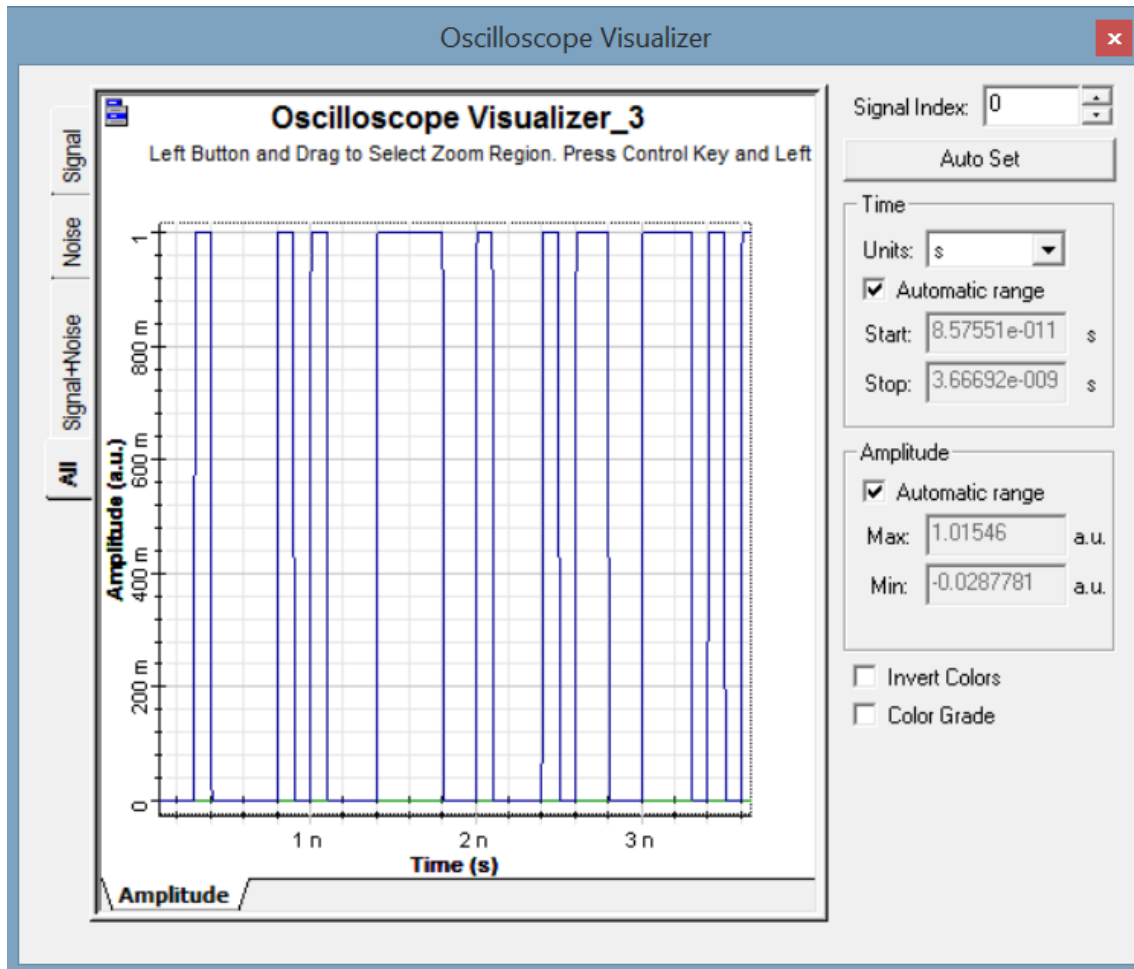 Oscilloscope Visualizer
x
Oscilloscope Visualizer_3
Left Button and Drag to Select Zoom Region. Press Control Key and Left
Signal
Noise
Signal+Noise
All
Amplitude (a.u.)
1
800 m
600 m
400 m
200 m
0
1 n
2 n
3 n
Time (s)
Amplitude
Signal Index: 0
Auto Set
Time
Units: s
Automatic range
Start: 8.57551e-011 s
Stop: 3.66692e-009 s
Amplitude
Automatic range
Max: 1.01546 a.u.
Min: -0.0287781 a.u.
Invert Colors
Color Grade